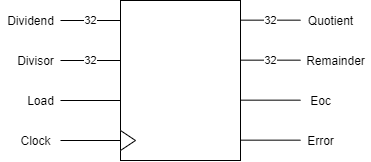 Dividend 32 32 Quotient
Divisor 32 32 Remainder
Load Eoc
Clock Error